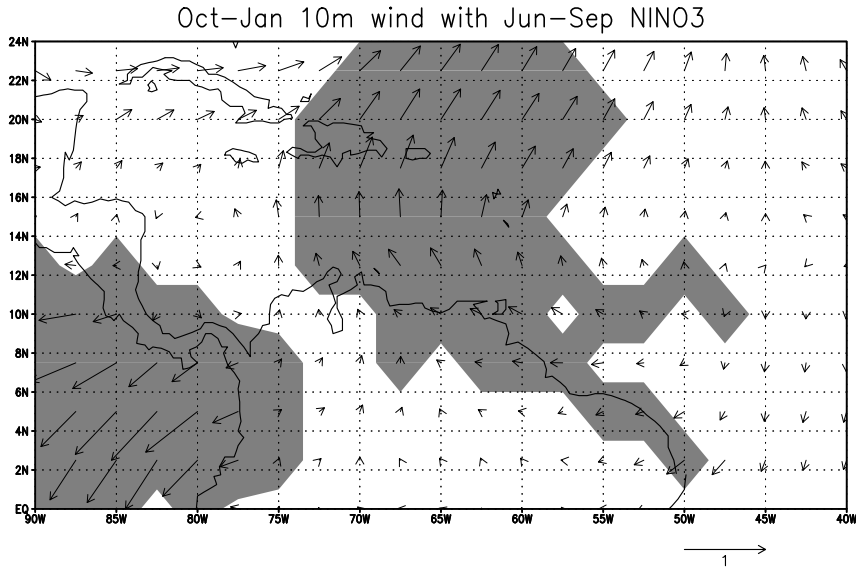 Oct-Jan 10m wind with Jun-Sep NINO3
24N
22N
20N
18N
16N
14N
12N
10N
8N
6N
4N
2N
EQ
90W 85W 80W 75W 70W 65W 60W 55W 50W 45W 40W
1